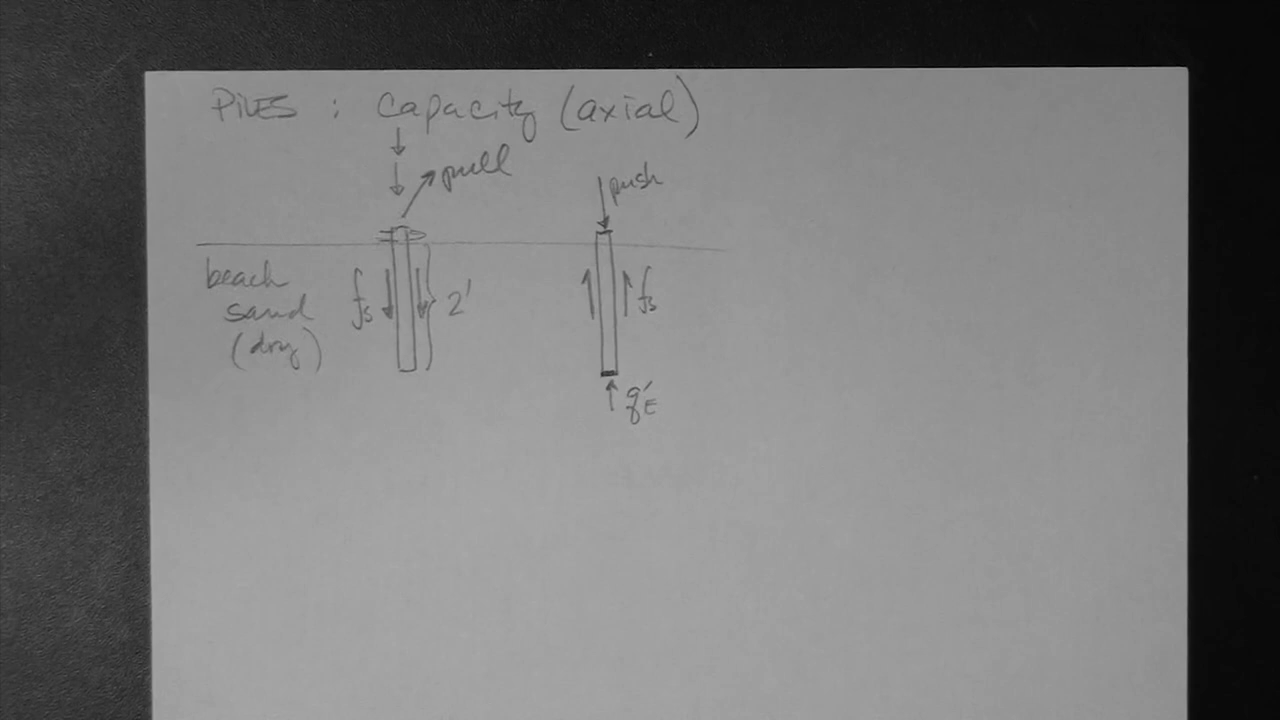 PILES : Capacity (axial)
pull
push
beach
sand
(dry)
fs
2'
fs
q'E